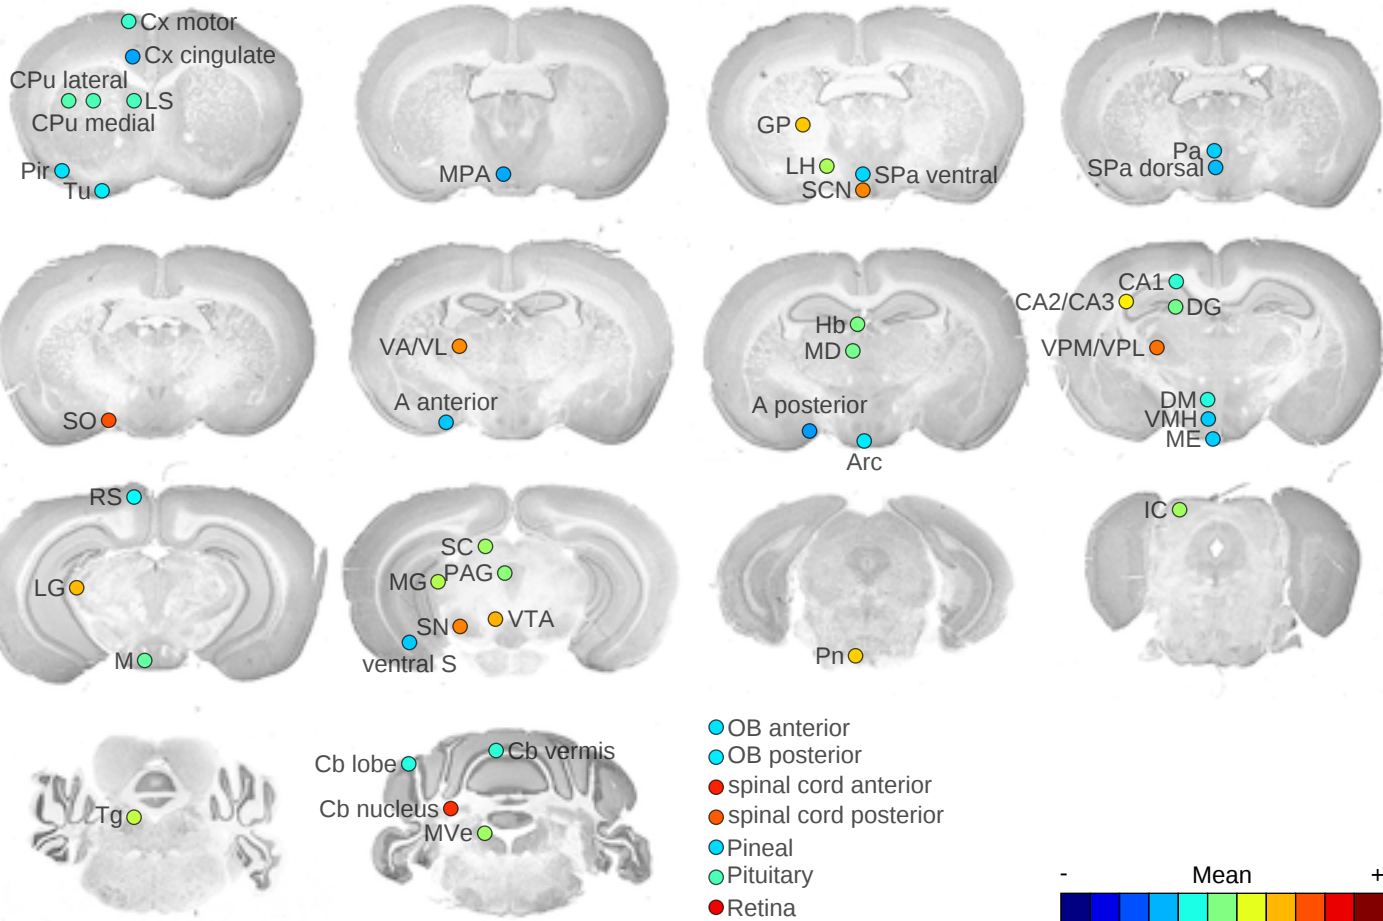 Cx motor
Cx cingulate
CPu lateral
LS
CPu medial
Pir
Tu
MPA
GP
LH
SPa ventral
SCN
Pa
SPa dorsal
SO
VA/VL
A anterior
Hb
MD
A posterior
Arc
CA1
CA2/CA3
DG
VPM/VPL
DM
VMH
ME
RS
LG
M
SC
MG PAG
SN VTA
ventral S
Pn
IC
Tg
Cb lobe
Cb vermis
Cb nucleus
MVe
OB anterior
OB posterior
spinal cord anterior
spinal cord posterior
Pineal
Pituitary
Retina
- Mean +